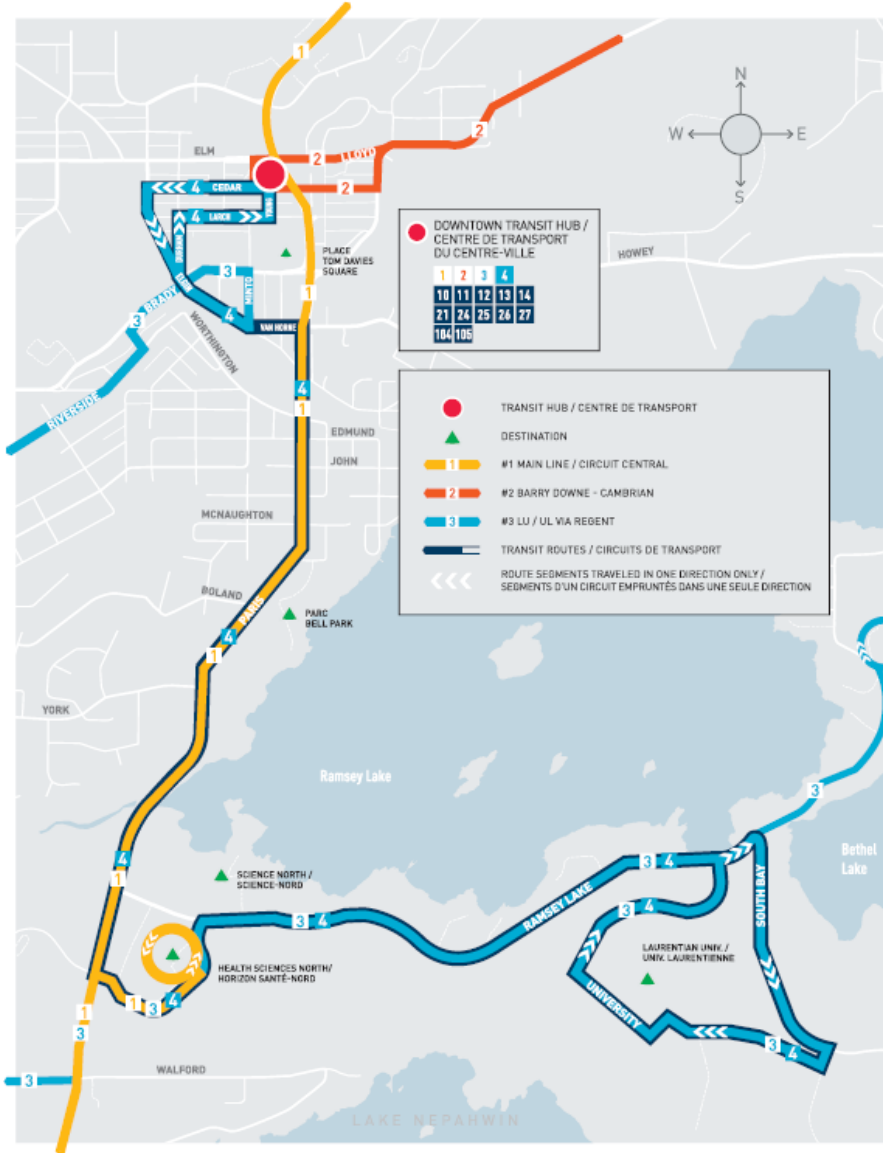 1
N
W
E
S
2
ELM
2
LLOYD
4
CEDAR
2
4
LARCH
DOWNTOWN TRANSIT HUB /
CENTRE DE TRANSPORT
DU CENTRE-VILLE
1 2 3 4
10 11 12 13 14
21 24 25 26 27
104 105
PLACE
TOM DAVIES
SQUARE
HOWEY
DURHAM
3
ELGIN
MINTO
1
BRADY
3
4
VAN HORNE
WORTHINGTON
RIVERSIDE
4
1
EDMUND
JOHN
TRANSIT HUB / CENTRE DE TRANSPORT
DESTINATION
1
#1 MAIN LINE / CIRCUIT CENTRAL
2
#2 BARRY DOWNE - CAMBRIAN
3
#3 LU / UL VIA REGENT
TRANSIT ROUTES / CIRCUITS DE TRANSPORT
ROUTE SEGMENTS TRAVELED IN ONE DIRECTION ONLY /
SEGMENTS D'UN CIRCUIT EMPRUNTÉS DANS UNE SEULE DIRECTION
MCNAUGHTON
BOLAND
PARIS
PARC
BELL PARK
4
1
YORK
Ramsey Lake
3
Bethel
Lake
4
1
SCIENCE NORTH /
SCIENCE-NORD
3 4
RAMSEY LAKE
SOUTH BAY
3 4
3 4
LAURENTIAN UNIV. /
UNIV. LAURENTIENNE
HEALTH SCIENCES NORTH/
HORIZON SANTÉ-NORD
UNIVERSITY
1 3 4
1
3
3 4
WALFORD
3
LAKE NEPAHWIN